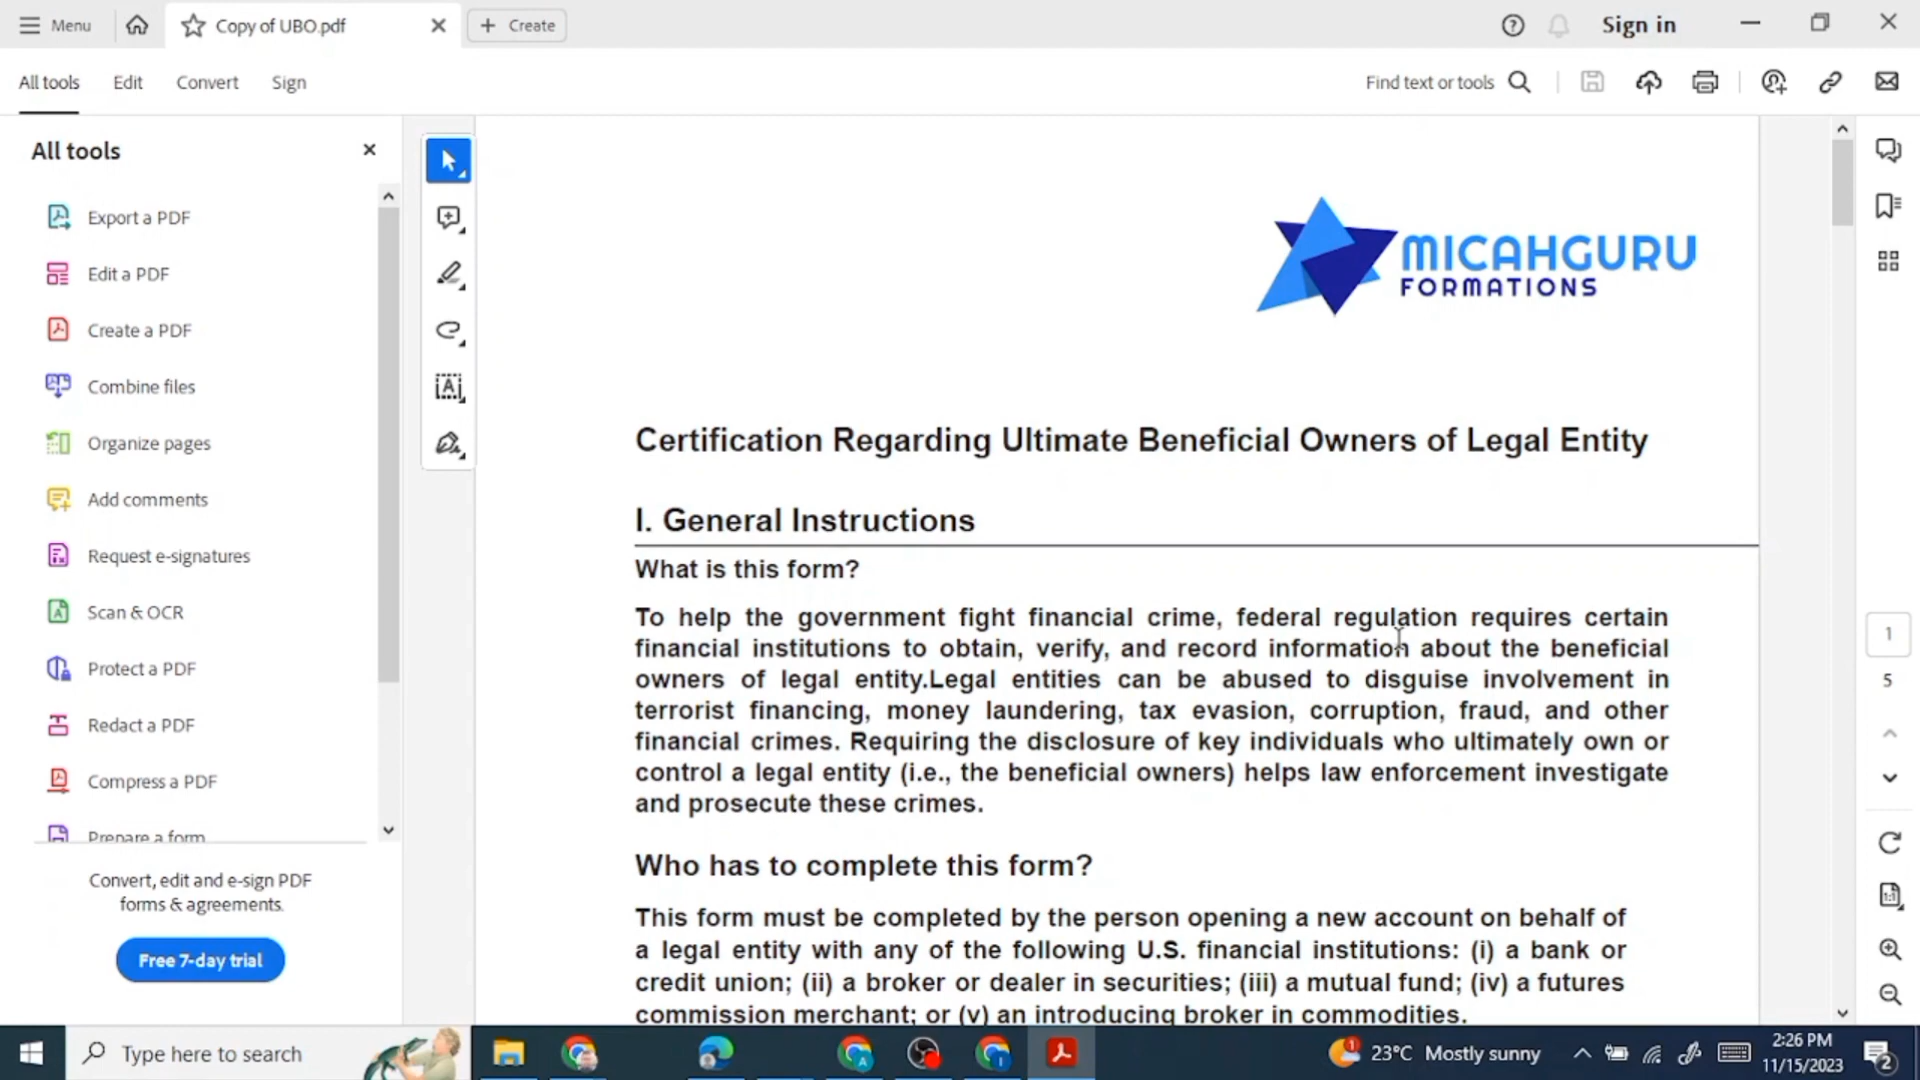 Menu
Copy of UBO.pdf
Create
Sign in
All tools
Edit
Convert
Sign
Find text or tools
All tools
Export a PDF
Edit a PDF
Create a PDF
Combine files
Organize pages
Add comments
Request e-signatures
Scan & OCR
Protect a PDF
Redact a PDF
Compress a PDF
Prepare a form
Convert, edit and e-sign PDF
forms & agreements.
Free 7-day trial
MICAHGURU
FORMATIONS
Certification Regarding Ultimate Beneficial Owners of Legal Entity
I. General Instructions
What is this form?
To help the government fight financial crime, federal regulation requires certain
financial institutions to obtain, verify, and record information about the beneficial
owners of legal entity.Legal entities can be abused to disguise involvement in
terrorist financing, money laundering, tax evasion, corruption, fraud, and other
financial crimes. Requiring the disclosure of key individuals who ultimately own or
control a legal entity (i.e., the beneficial owners) helps law enforcement investigate
and prosecute these crimes.
Who has to complete this form?
This form must be completed by the person opening a new account on behalf of
a legal entity with any of the following U.S. financial institutions: (i) a bank or
credit union; (ii) a broker or dealer in securities; (iii) a mutual fund; (iv) a futures
commission merchant; or (v) an introducing broker in commodities.
1
5
Type here to search
1
23°C Mostly sunny
2:26 PM
11/15/2023
2